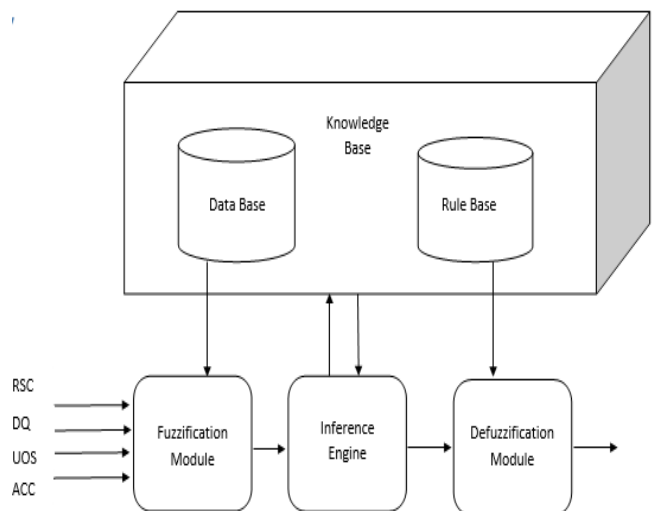 Knowledge
Base
Data Base
Rule Base
RSC
DQ
UOS
ACC
Fuzzification
Module
Inference
Engine
Defuzzification
Module